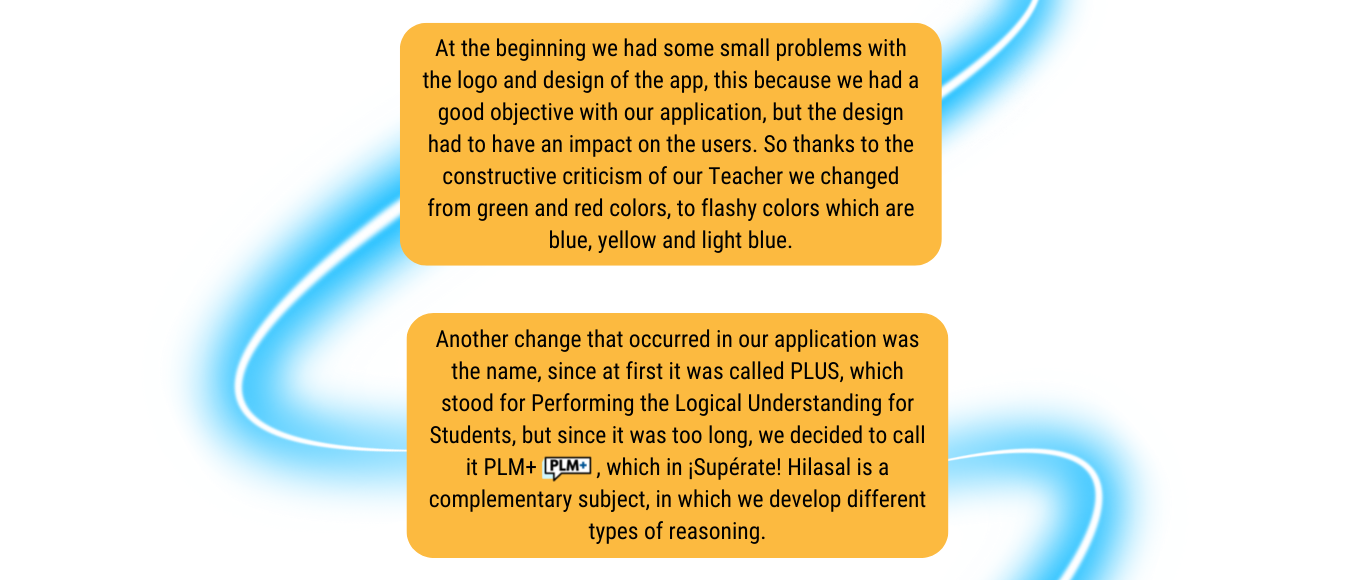 At the beginning we had some small problems with
the logo and design of the app, this because we had a
good objective with our application, but the design
had to have an impact on the users. So thanks to the
constructive criticism of our Teacher we changed
from green and red colors, to flashy colors which are
blue, yellow and light blue.
Another change that occurred in our application was
the name, since at first it was called PLUS, which
stood for Performing the Logical Understanding for
Students, but since it was too long, we decided to call
it PLM+ PLM+ , which in ¡Supérate! Hilasal is a
complementary subject, in which we develop different
types of reasoning.